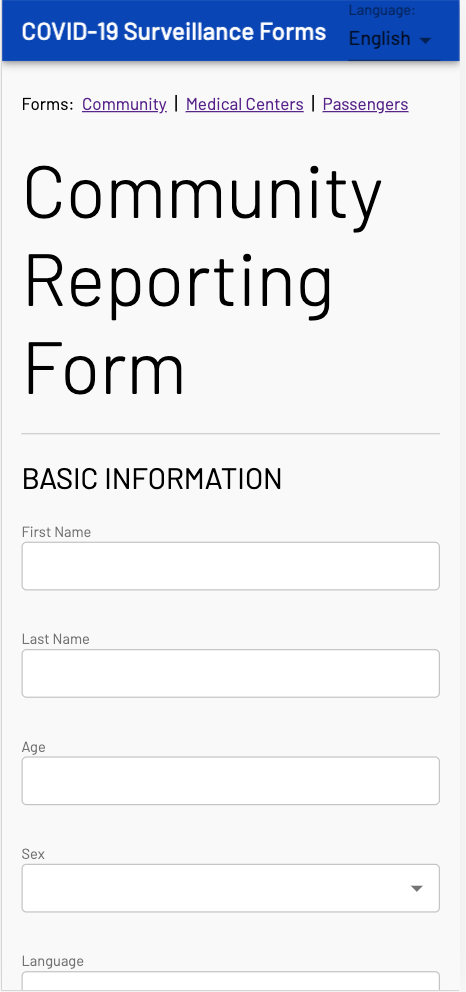 COVID-19 Surveillance Forms
Language:
English
Forms: Community | Medical Centers | Passengers
Community
Reporting
Form
BASIC INFORMATION
First Name
Last Name
Age
Sex
Language